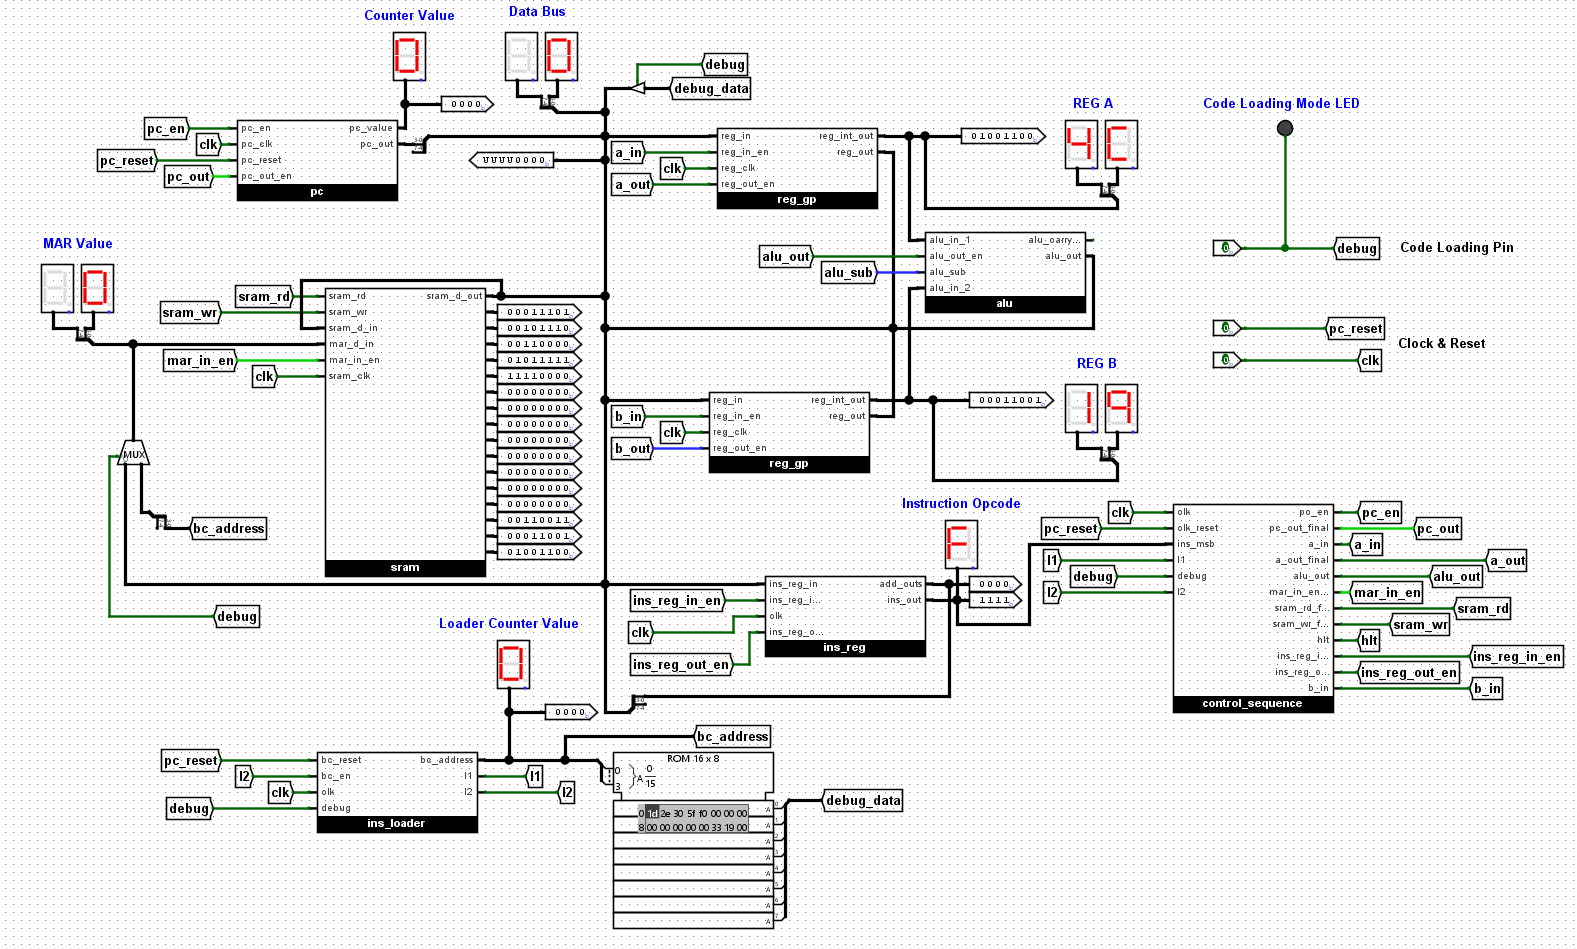 Counter Value
Data Bus
0
0
debug
debug_data
0000
REG A
Code Loading Mode LED
pc_en
clk
pc_reset
pc_out
pc_en
pc_clk
pc_reset
pc_out_en
pc_value
pc_out
pc
UUUU0000
a_in
clk
a_out
reg_in
reg_in_en
reg_clk
reg_out_en
reg_int_out
reg_out
reg_gp
01001100
4C
0
debug
Code Loading Pin
MAR Value
0
alu_out
alu_sub
alu_in_1
alu_out_en
alu_sub
alu_in_2
alu_carry...
alu_out
alu
sram_rd
sram_wr
mar_in_en
clk
sram_rd
sram_wr
sram_d_in
mar_d_in
mar_in_en
sram_clk
sram_d_out
sram
00011101
00101110
00110000
01011111
11110000
00000000
00000000
00000000
00000000
00000000
00000000
00000000
00000000
00110011
00011001
01001100
0
pc_reset
Clock & Reset
0
clk
REG B
19
b_in
clk
b_out
reg_in
reg_in_en
reg_clk
reg_out_en
reg_int_out
reg_out
reg_gp
00011001
MUX
bc_address
debug
Instruction Opcode
F
ins_reg_in_en
clk
ins_reg_out_en
ins_reg_in
ins_reg_i...
clk
ins_reg_o...
add_outs
ins_out
ins_reg
0000
1111
clk
pc_reset
I1
debug
I2
clk
clk_reset
ins_msb
I1
debug
I2
pc_en
pc_out_final
a_in
a_out_final
alu_out
mar_in_en...
sram_rd_f...
sram_wr_f...
hlt
ins_reg_i...
ins_reg_o...
b_in
control_sequence
pc_en
pc_out
a_in
a_out
alu_out
mar_in_en
sram_rd
sram_wr
hlt
ins_reg_in_en
ins_reg_out_en
b_in
Loader Counter Value
0
0000
bc_address
pc_reset
I2
clk
debug
bc_reset
bc_en
clk
debug
bc_address
I1
I2
ins_loader
I1
I2
ROM 16 x 8
0
3
A
0
15
0 1d 2e 30 5f f0 00 00 00
8 00 00 00 00 00 33 19 00
A
A
A
A
A
A
A
A
debug_data